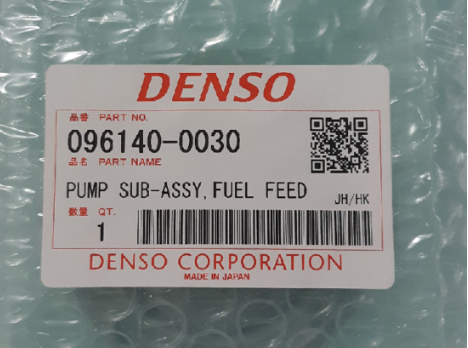 DENSO
品番 PART NO.
096140-0030
品名 PART NAME
PUMP SUB-ASSY,FUEL FEED
JH/HK
数量 QT.
1
DENSO CORPORATION
MADE IN JAPAN